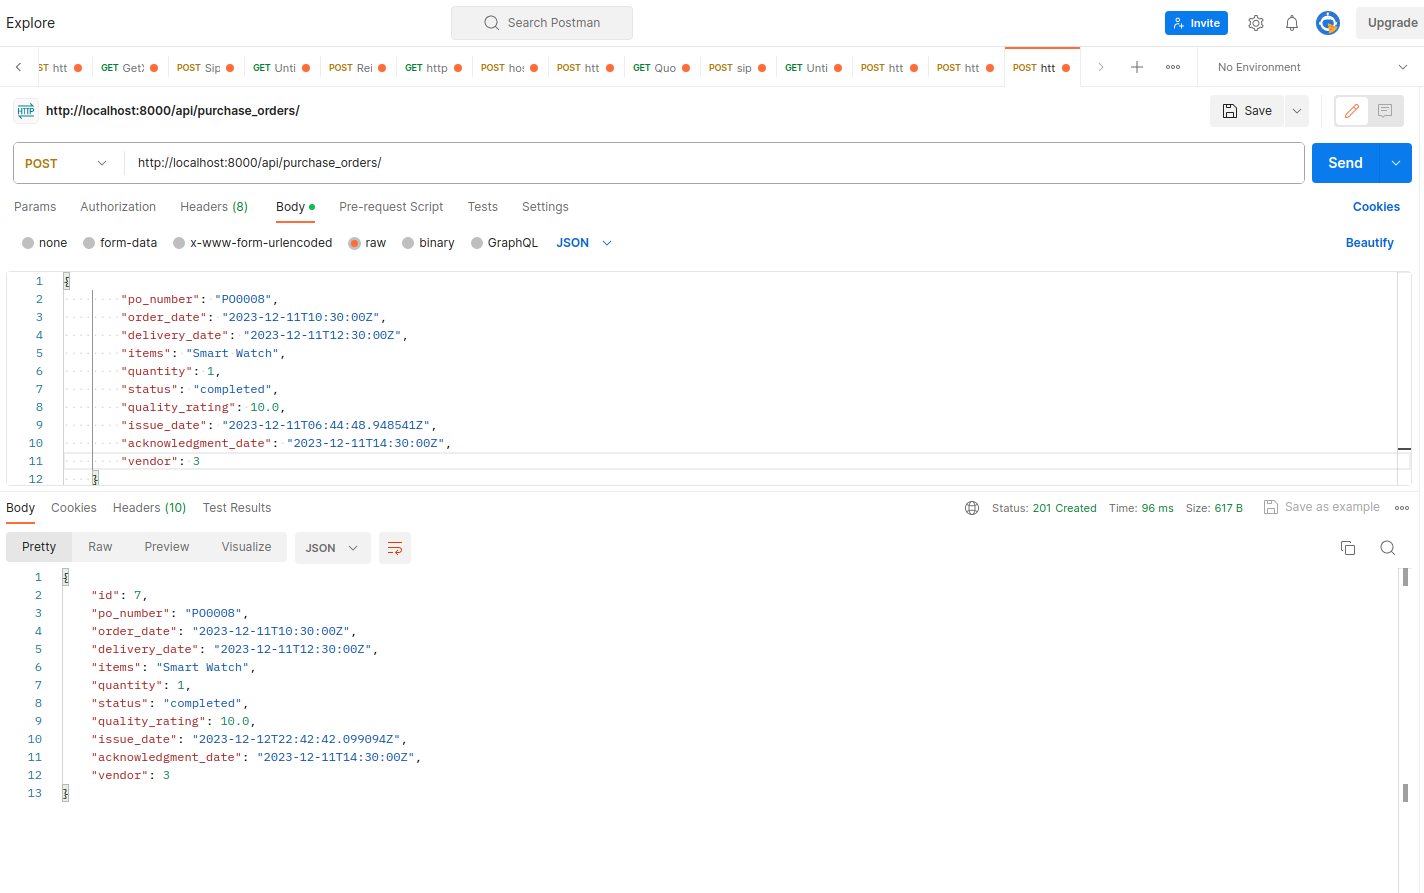 Explore
Search Postman
Invite
Upgrade
ST htt
GET Get
POST Sip
GET Unti
POST Rei
GET http
POST hos
POST htt
GET Quo
POST sip
GET Unti
POST htt
POST htt
POST htt
No Environment
HTTP http://localhost:8000/api/purchase_orders/
Save
POST http://localhost:8000/api/purchase_orders/
Send
Params Authorization Headers (8) Body Pre-request Script Tests Settings Cookies
none form-data x-www-form-urlencoded raw binary GraphQL JSON Beautify
1 {
2 "po_number": "PO0008",
3 "order_date": "2023-12-11T10:30:00Z",
4 "delivery_date": "2023-12-11T12:30:00Z",
5 "items": "Smart Watch",
6 "quantity": 1,
7 "status": "completed",
8 "quality_rating": 10.0,
9 "issue_date": "2023-12-11T06:44:48.948541Z",
10 "acknowledgment_date": "2023-12-11T14:30:00Z",
11 "vendor": 3
12 }
Body Cookies Headers (10) Test Results Status: 201 Created Time: 96 ms Size: 617 B Save as example
Pretty Raw Preview Visualize JSON
1 {
2 "id": 7,
3 "po_number": "PO0008",
4 "order_date": "2023-12-11T10:30:00Z",
5 "delivery_date": "2023-12-11T12:30:00Z",
6 "items": "Smart Watch",
7 "quantity": 1,
8 "status": "completed",
9 "quality_rating": 10.0,
10 "issue_date": "2023-12-12T22:42:42.099094Z",
11 "acknowledgment_date": "2023-12-11T14:30:00Z",
12 "vendor": 3
13 }